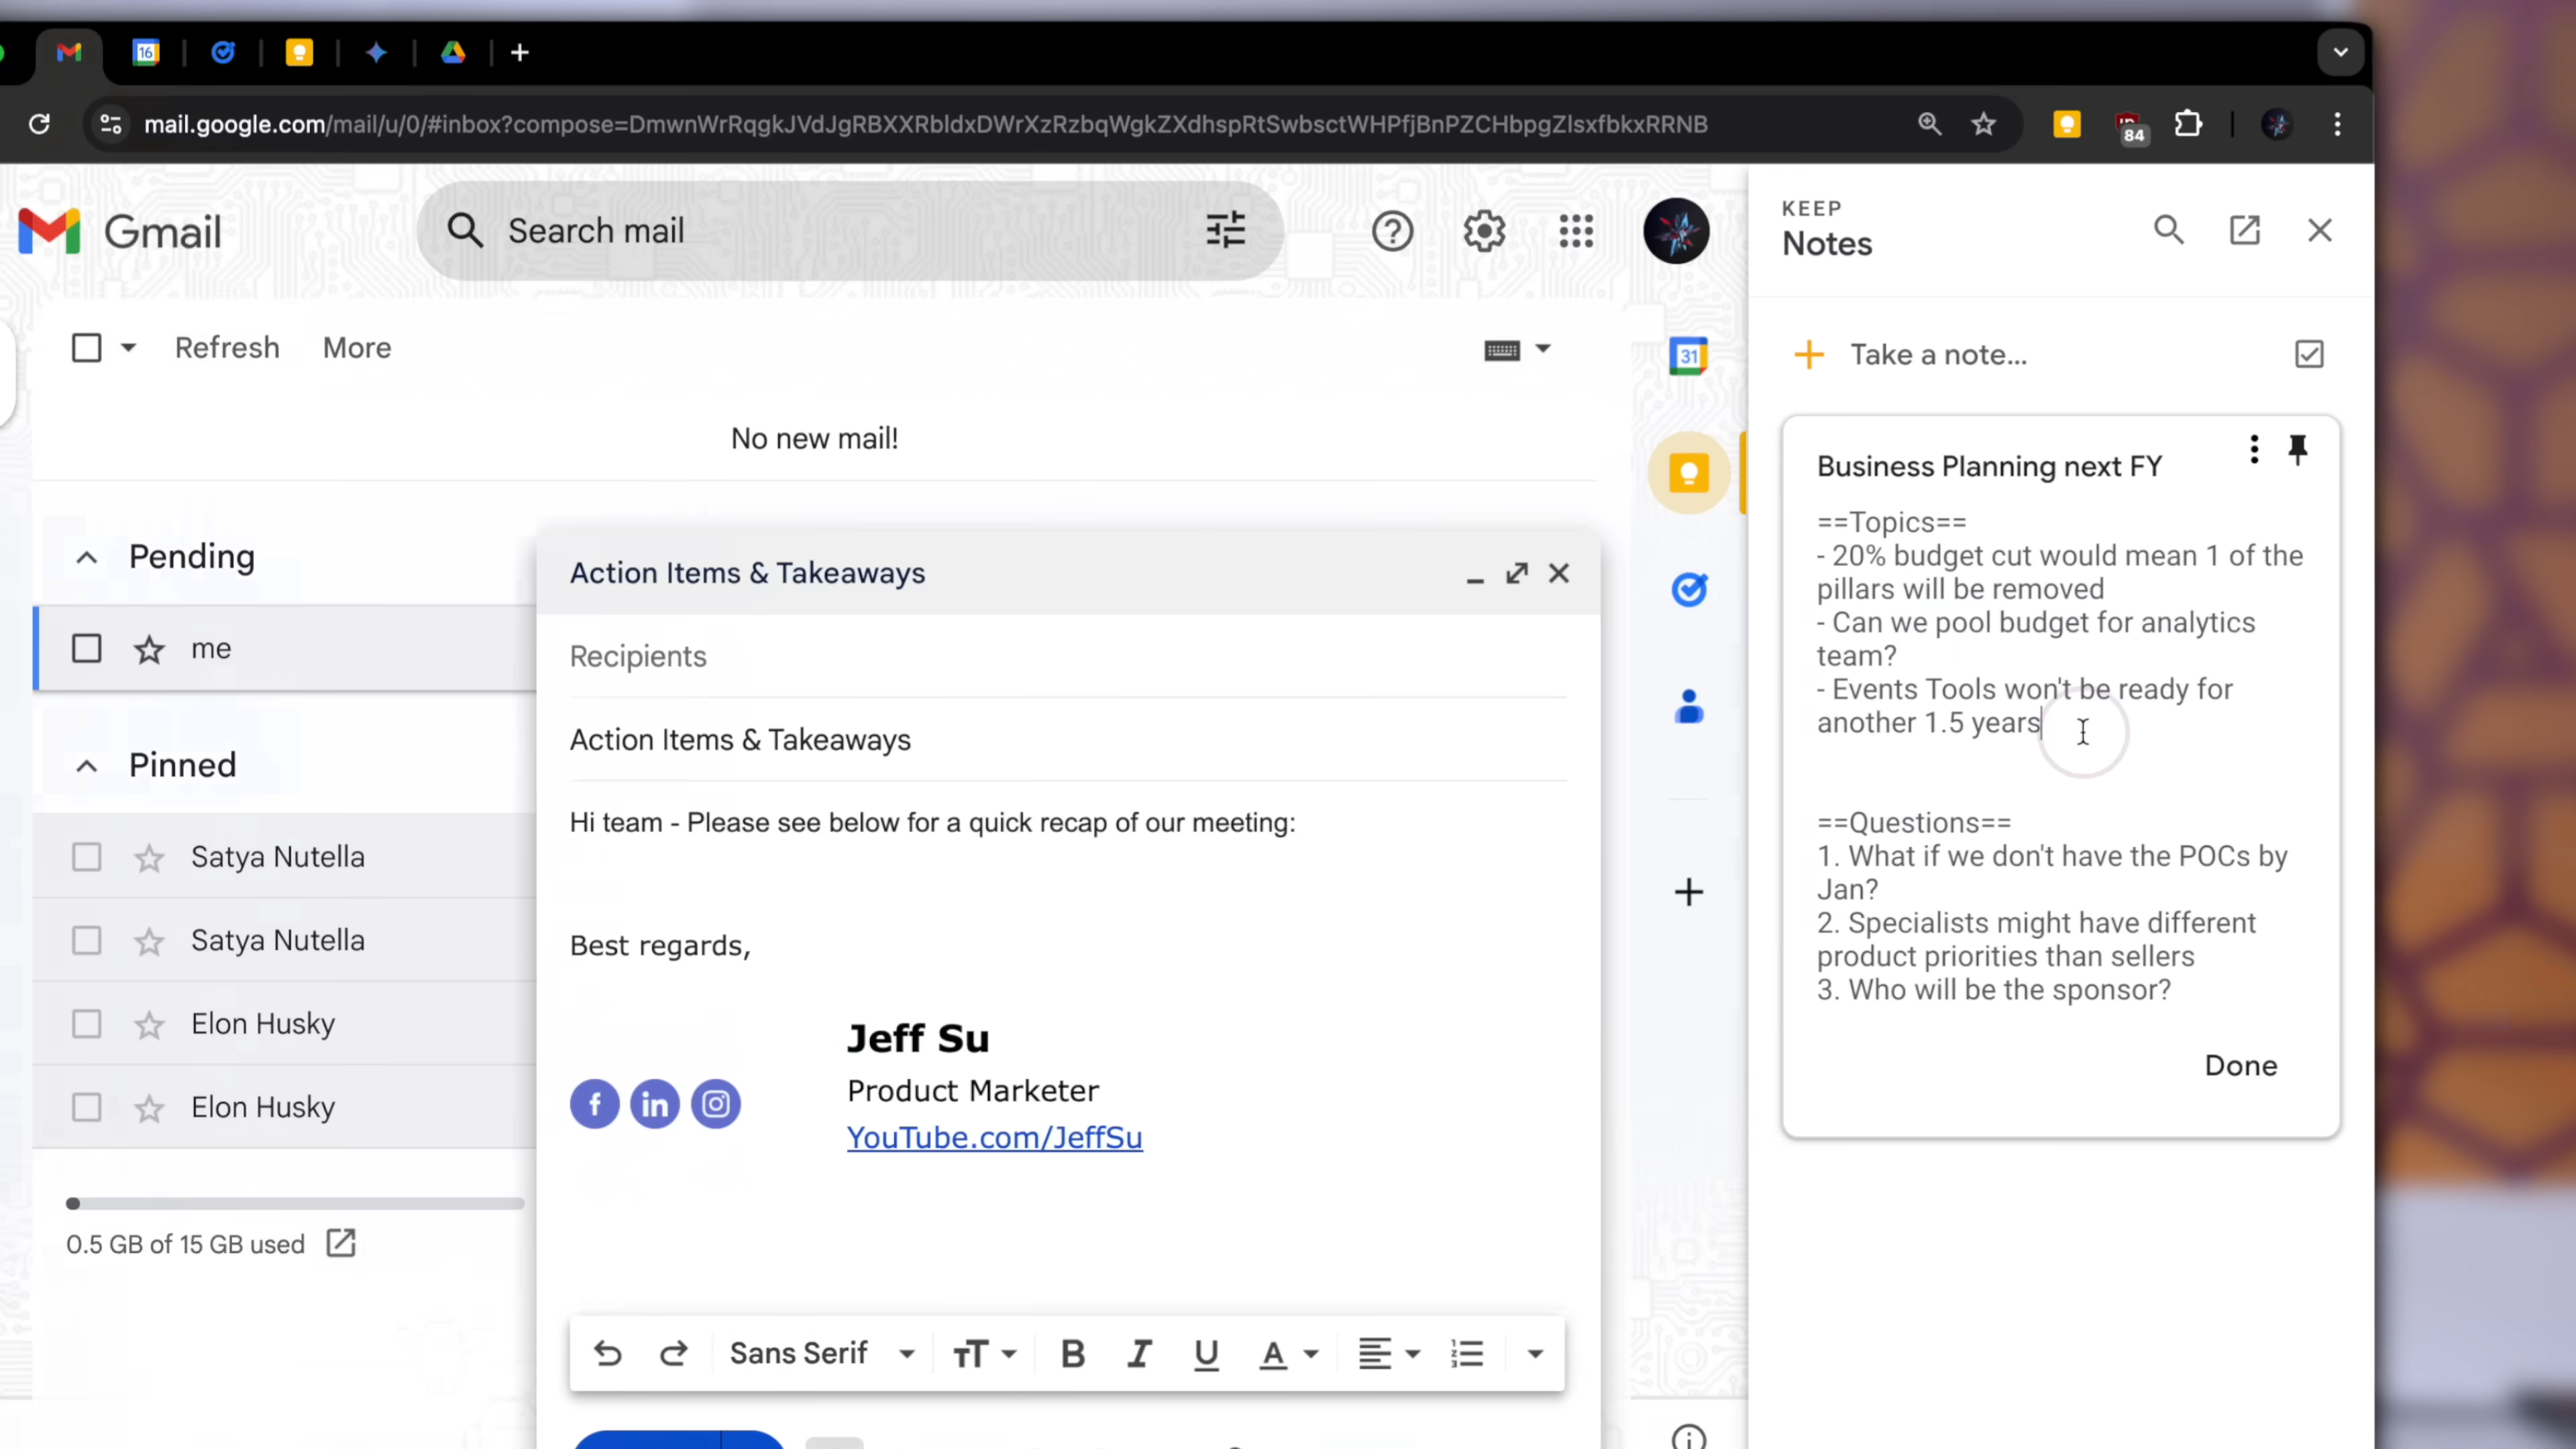 16
mail.google.com/mail/u/0/#inbox?compose=DmwnWrRqgkJVdJgRBXXRbldxDWrXzRzbqWgkZXdhspRtSwbsctWHPfjBnPZCHbpgZlsxfbkxRRNB
84
Gmail
Search mail
KEEP
Notes
Refresh
More
31
Take a note...
No new mail!
Pending
me
Pinned
Satya Nutella
Satya Nutella
Elon Husky
Elon Husky
0.5 GB of 15 GB used
Action Items & Takeaways
Recipients
Action Items & Takeaways
Hi team - Please see below for a quick recap of our meeting:
Best regards,
Jeff Su
Product Marketer
YouTube.com/JeffSu
Sans Serif
Business Planning next FY
==Topics==
- 20% budget cut would mean 1 of the
pillars will be removed
- Can we pool budget for analytics
team?
- Events Tools won't be ready for
another 1.5 years
==Questions==
1. What if we don't have the POCs by
Jan?
2. Specialists might have different
product priorities than sellers
3. Who will be the sponsor?
Done